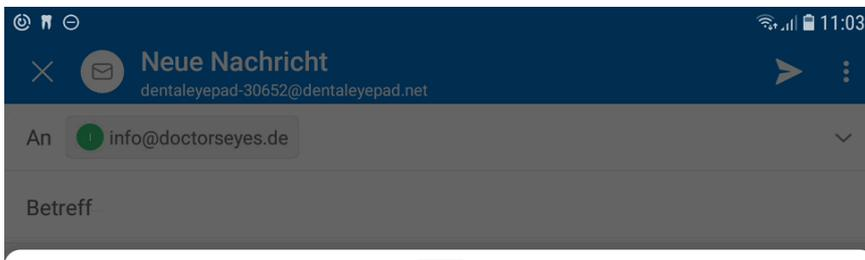 11:03
Neue Nachricht
dentaleyepad-30652@dentaleyepad.net
An I info@doctorseyes.de
Betreff